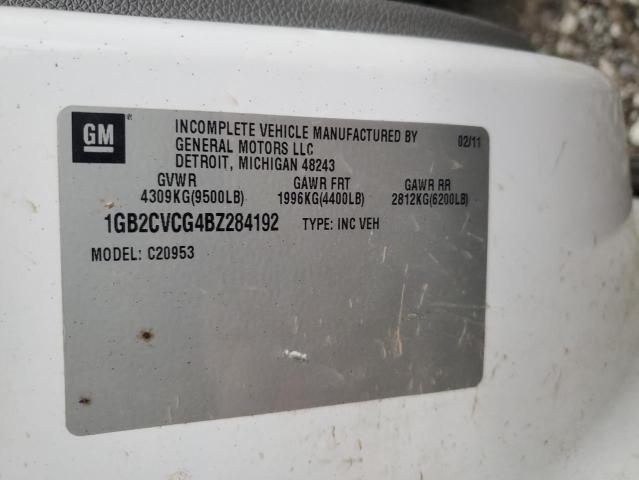 GM®
INCOMPLETE VEHICLE MANUFACTURED BY 02/11
GENERAL MOTORS LLC
DETROIT, MICHIGAN 48243
GVWR GAWR FRT GAWR RR
4309KG(9500LB) 1996KG(4400LB) 2812KG(6200LB)
1GB2CVCG4BZ284192 TYPE: INC VEH
MODEL: C20953